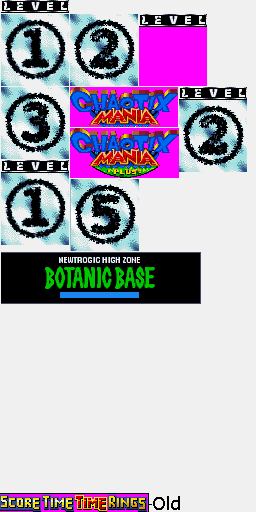 LEVEL
LEVEL
1
2
3
CHAOTIX
MANIA
LEVEL
2
CHAOTIX
MANIA
PLUS
LEVEL
1
5
NEWTROGIC HIGH ZONE
BOTANIC BASE
SCORE TIME TIME RINGS -Old